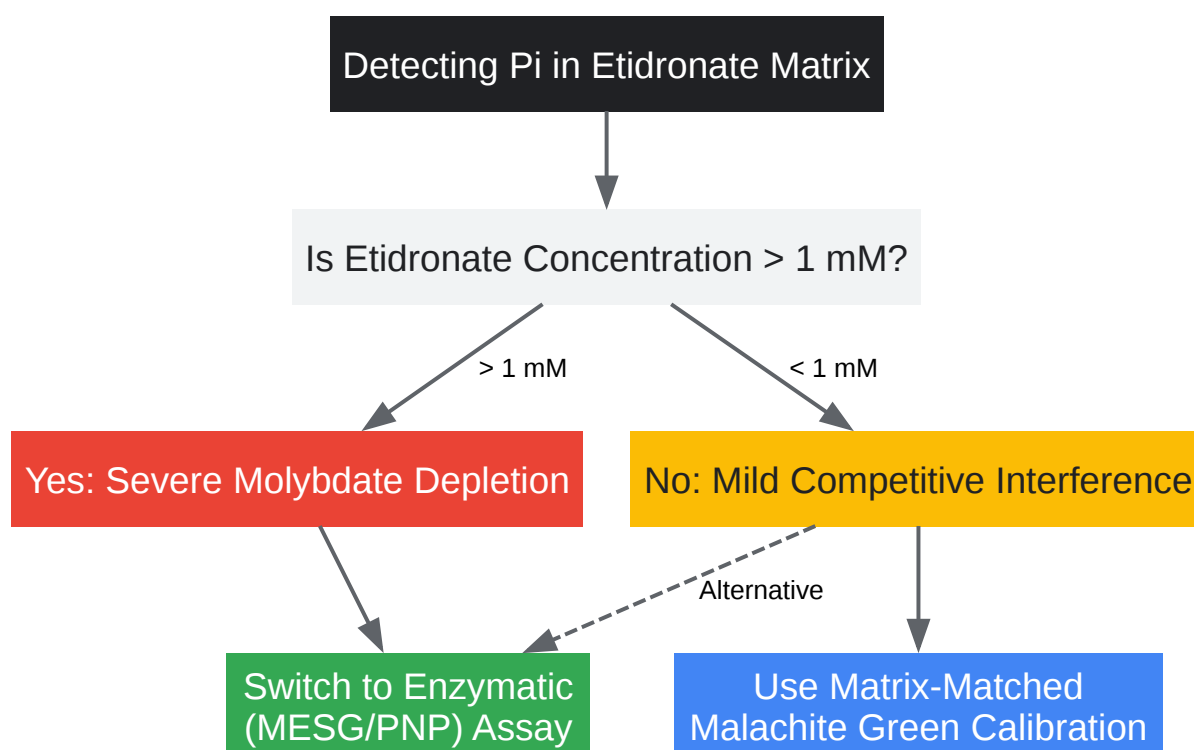 Detecting Pi in Etidronate Matrix
Is Etidronate Concentration > 1 mM?
> 1 mM
< 1 mM
Yes: Severe Molybdate Depletion
No: Mild Competitive Interference
Alternative
Switch to Enzymatic
(MESG/PNP) Assay
Use Matrix-Matched
Malachite Green Calibration